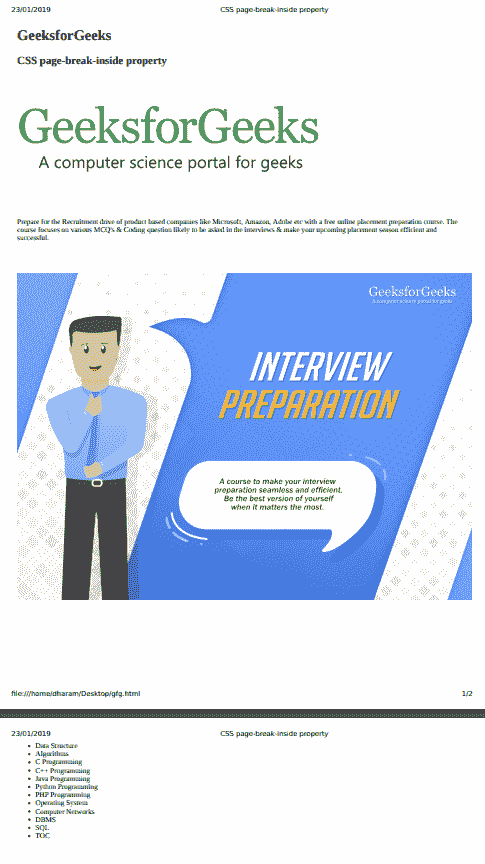 23/01/2019 CSS page-break-inside property
GeeksforGeeks
CSS page-break-inside property
GeeksforGeeks
A computer science portal for geeks
Prepare for the Recruitment drive of product based companies like Microsoft, Amazon, Adobe etc with a free online placement preparation course. The
course focuses on various MCQ's & Coding question likely to be asked in the interviews & make your upcoming placement season efficient and
successful.
GeeksforGeeks
A computer science portal for geeks
INTERVIEW
PREPARATION
A course to make your interview
preparation seamless and efficient.
Be the best version of yourself
when it matters the most.
file:///home/dharam/Desktop/gfg.html 1/2
23/01/2019 CSS page-break-inside property
Data Structure
Algorithms
C Programming
C++ Programming
Java Programming
Python Programming
PHP Programming
Operating System
Computer Networks
DBMS
SQL
TOC